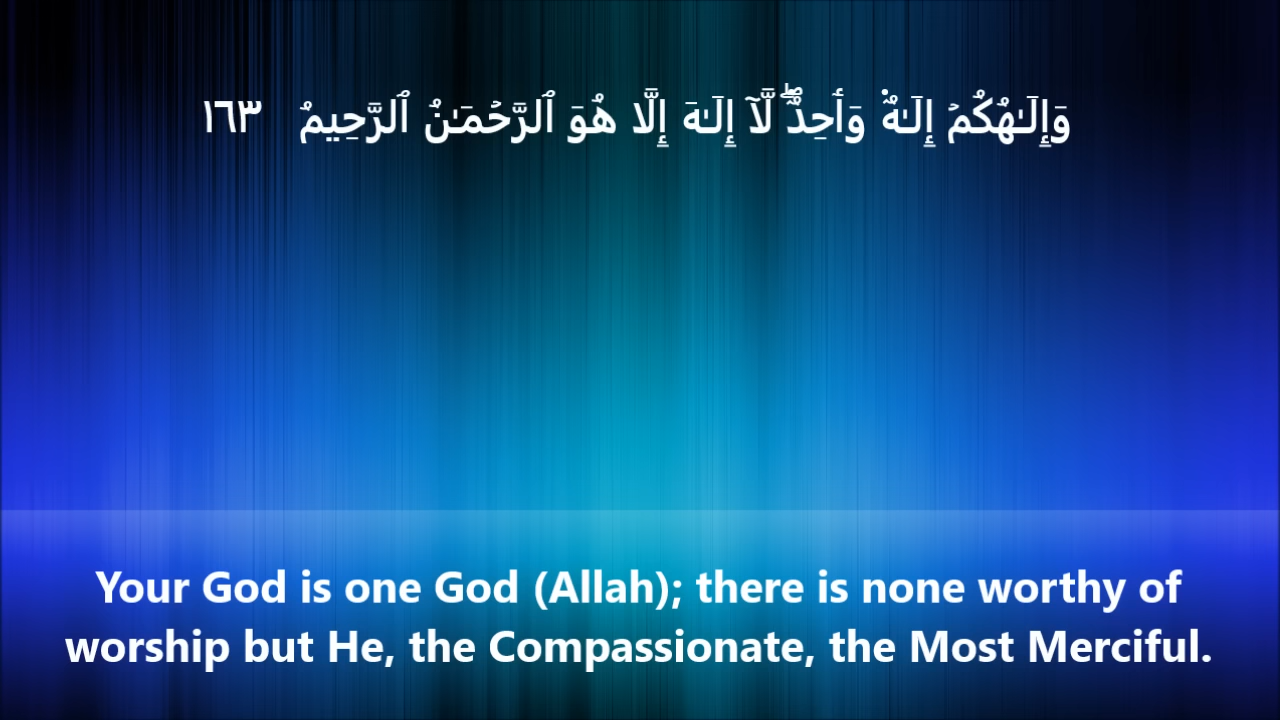 وَإِلَـٰهُكُمۡ إِلَـٰهٌ۬ وَٲحِدٌ۬‌ۖ لَّآ إِلَـٰهَ إِلَّا هُوَ ٱلرَّحۡمَـٰنُ ٱلرَّحِيمُ ١٦٣
Your God is one God (Allah); there is none worthy of
worship but He, the Compassionate, the Most Merciful.